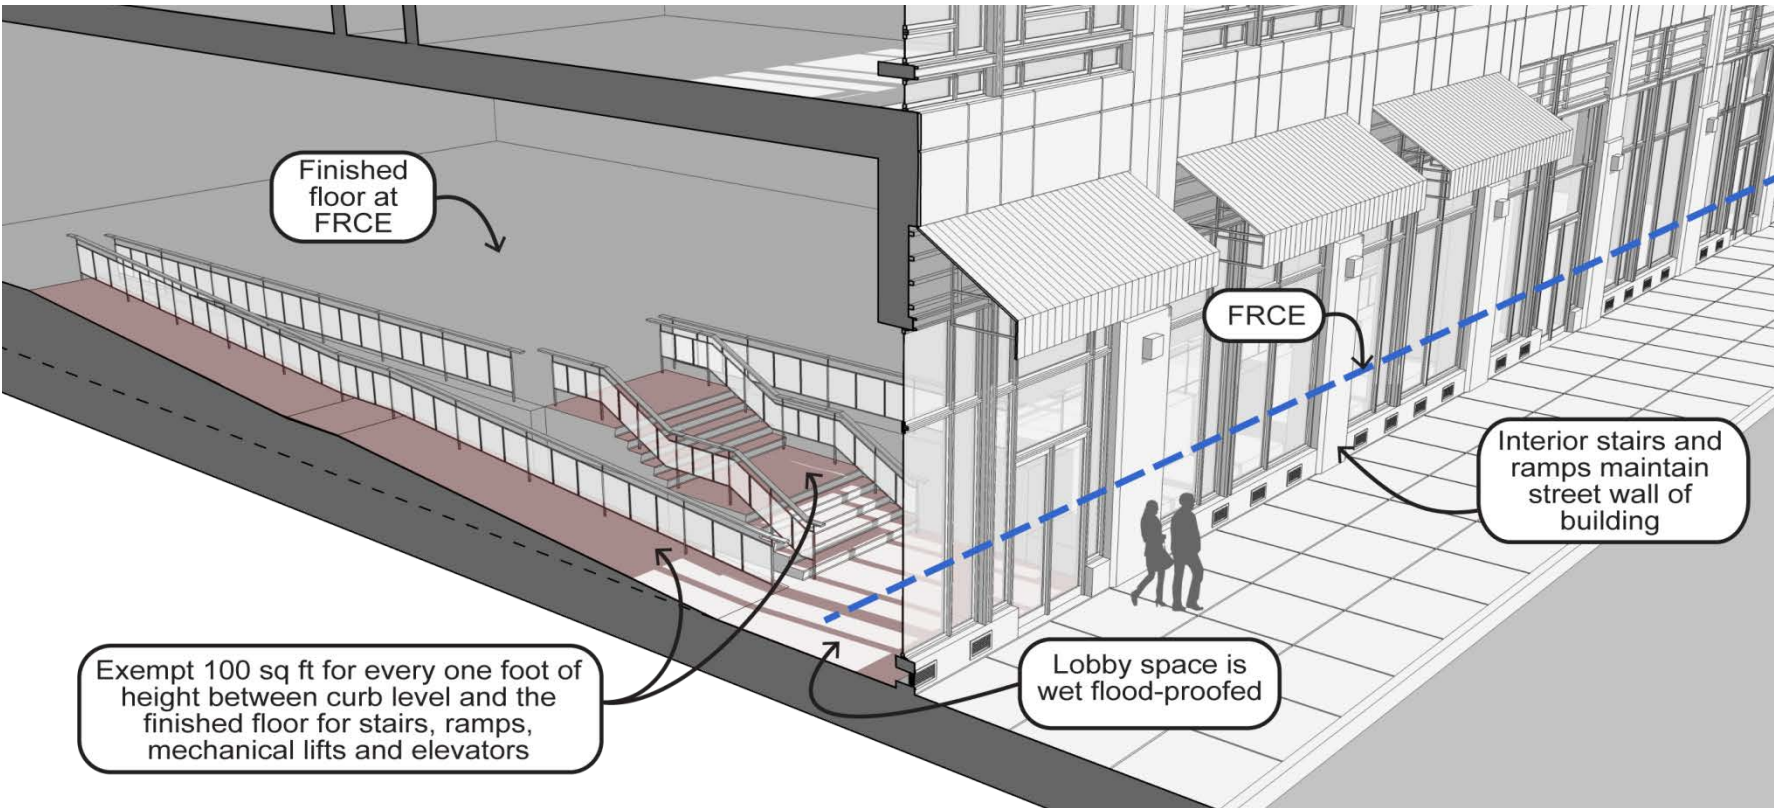 Finished
floor at
FRCE
FRCE
Interior stairs and
ramps maintain
street wall of
building
Exempt 100 sq ft for every one foot of
height between curb level and the
finished floor for stairs, ramps,
mechanical lifts and elevators
Lobby space is
wet flood-proofed